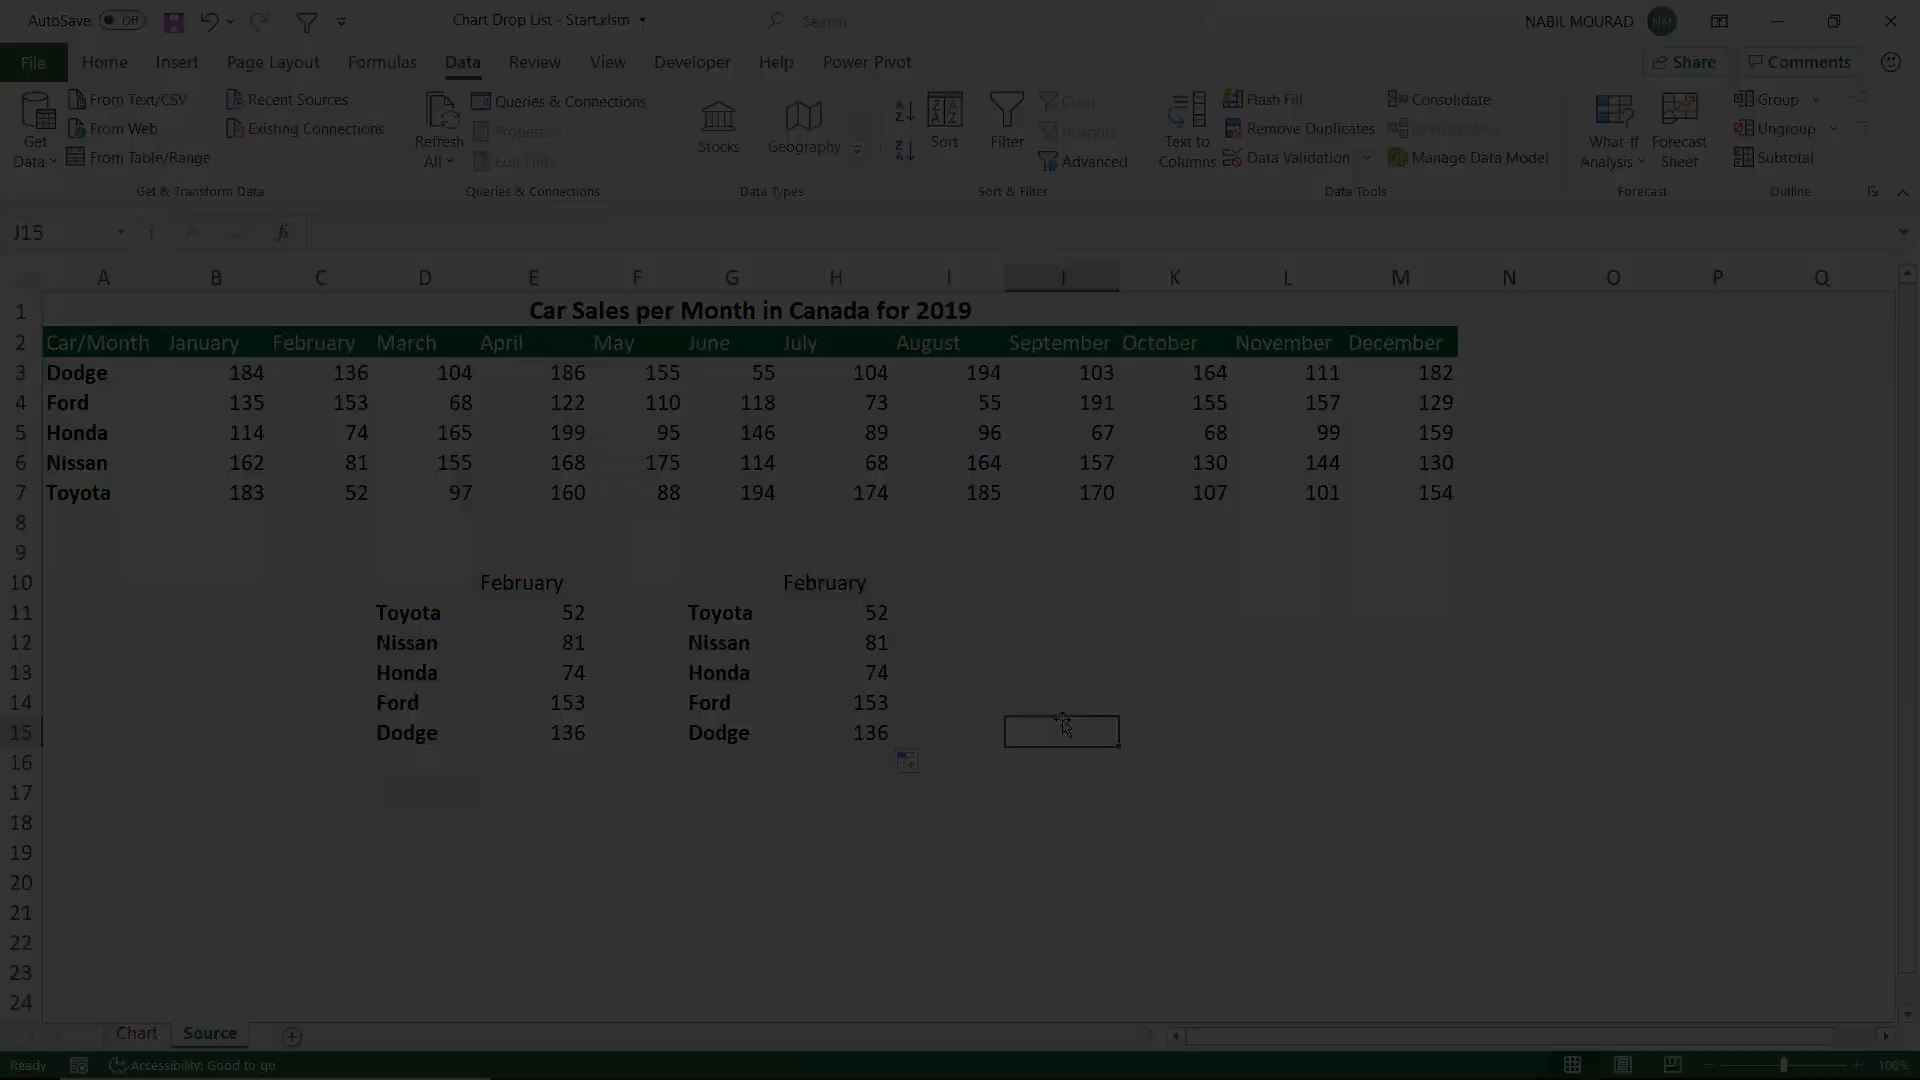 AutoSave Off Chart Drop List - Start.xlsm Search NABIL MOURAD NM
File Home Insert Page Layout Formulas Data Review View Developer Help Power Pivot Share Comments
From Text/CSV Recent Sources Queries & Connections Clear Flash Fill Consolidate Group
From Web Existing Connections Properties Reapply Remove Duplicates Relationships Ungroup
From Table/Range Edit Links Advanced Data Validation Manage Data Model Subtotal
Get Data Refresh All Stocks Geography Sort Filter Text to Columns What-If Analysis Forecast Sheet
Get & Transform Data Queries & Connections Data Types Sort & Filter Data Tools Forecast Outline
J15 fx
A B C D E F G H I J K L M N O P Q
1 Car Sales per Month in Canada for 2019
2 Car/Month January February March April May June July August September October November December
3 Dodge 184 136 104 186 155 55 104 194 103 164 111 182
4 Ford 135 153 68 122 110 118 73 55 191 155 157 129
5 Honda 114 74 165 199 95 146 89 96 67 68 99 159
6 Nissan 162 81 155 168 175 114 68 164 157 130 144 130
7 Toyota 183 52 97 160 88 194 174 185 170 107 101 154
8
9
10 February February
11 Toyota 52 Toyota 52
12 Nissan 81 Nissan 81
13 Honda 74 Honda 74
14 Ford 153 Ford 153
15 Dodge 136 Dodge 136
16
17
18
19
20
21
22
23
24
Chart Source
Ready Accessibility: Good to go 100%